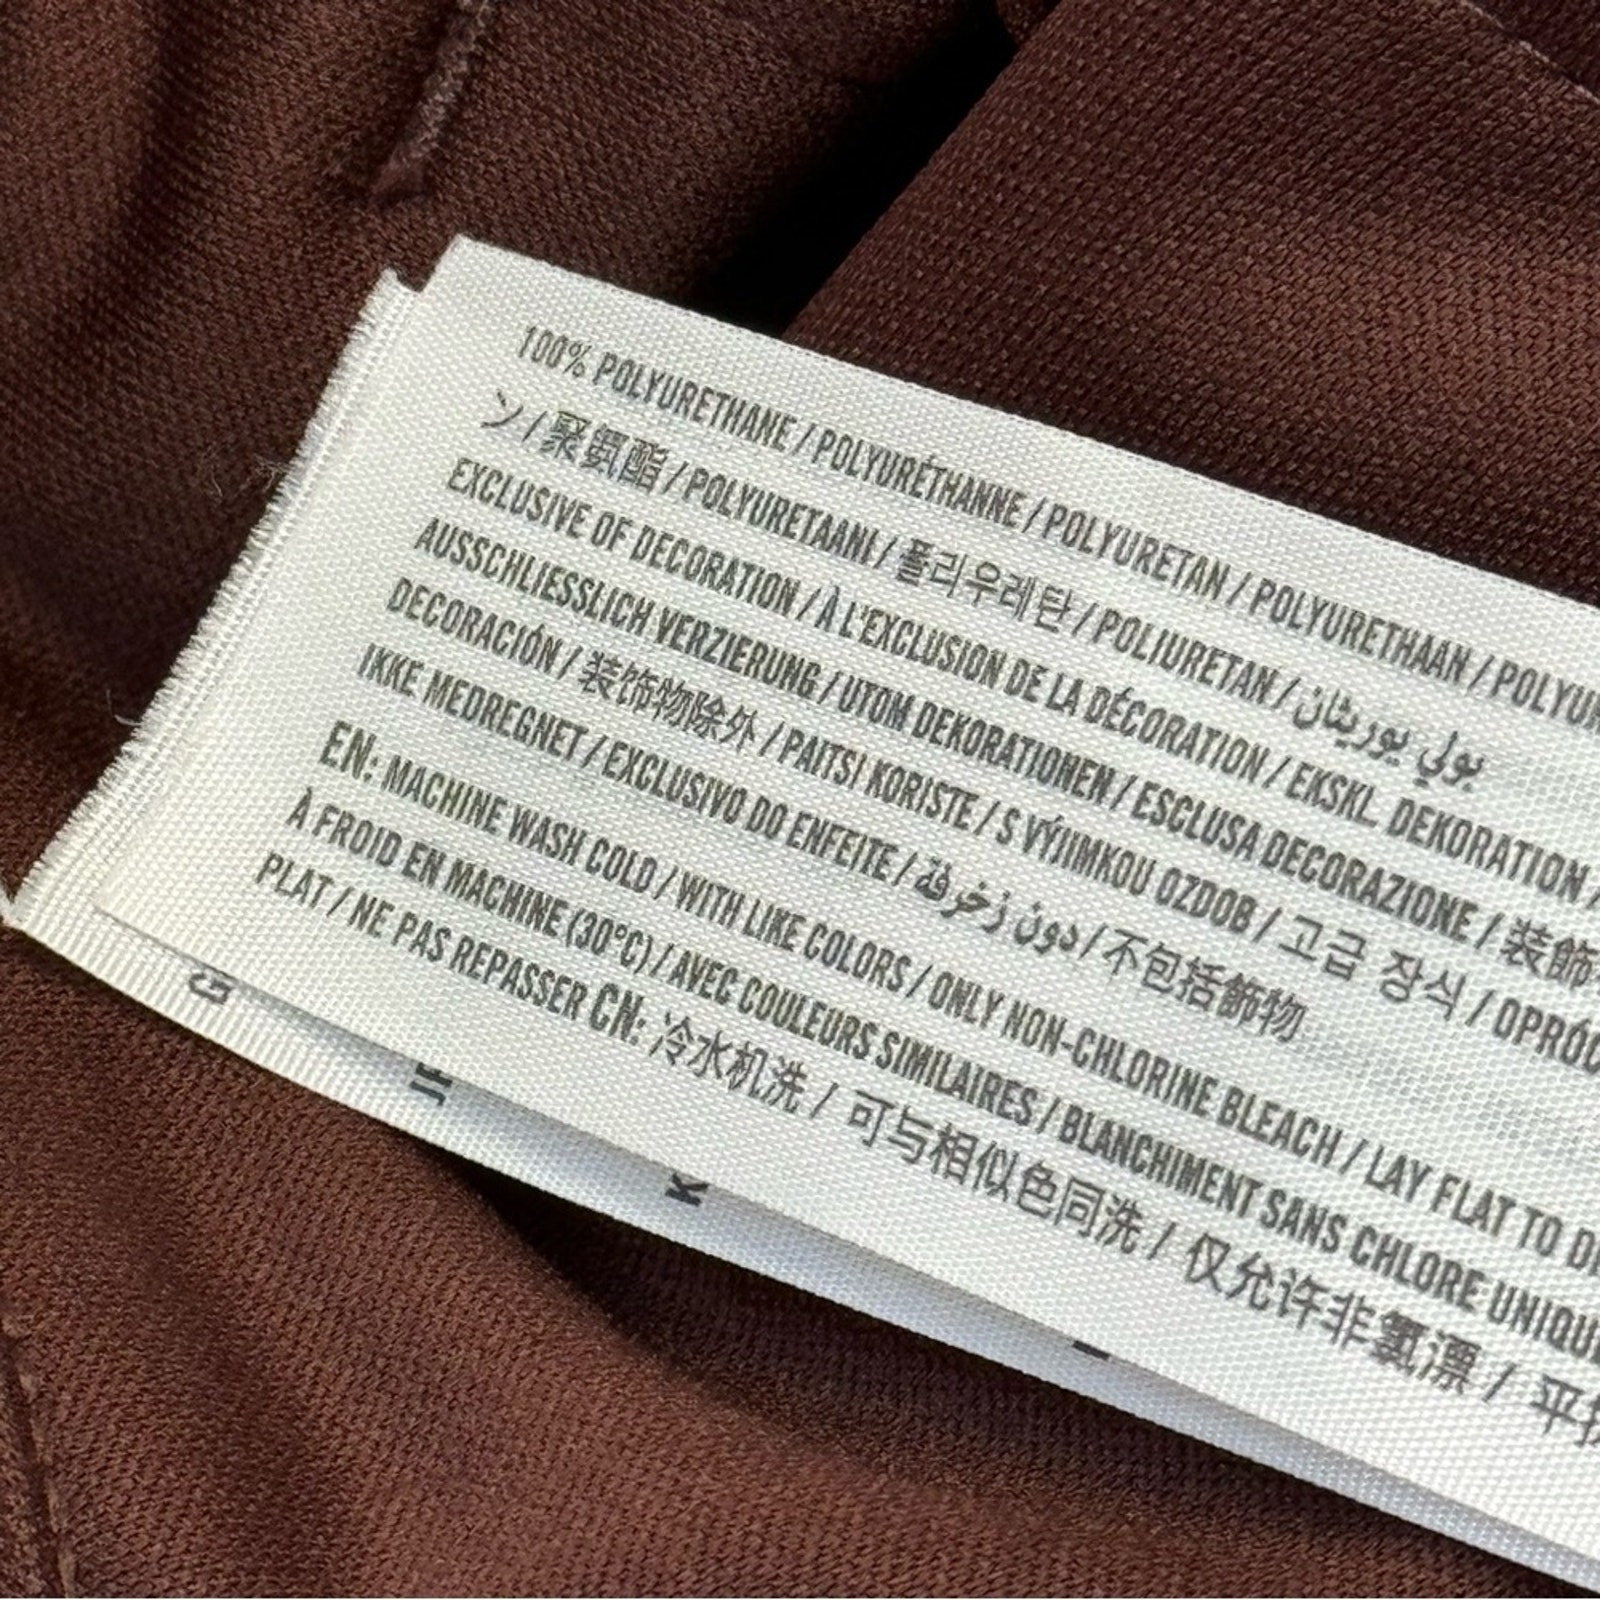 100% POLYURETHANE / POLYURÉTHANNE / POLYURETAN / POLYURETHAAN / POLYUR
ン / 聚氨酯 / POLYURETAANI / 폴리우레탄 / POLIURETAN / بولي يوريثان
EXCLUSIVE OF DECORATION / À L'EXCLUSION DE LA DÉCORATION / EKSKL. DEKORATION /
AUSSCHLIESSLICH VERZIERUNG / UTOM DEKORATIONEN / ESCLUSA DECORAZIONE / 装飾
DECORACIÓN / 装饰物除外 / PAITSI KORISTE / S VÝJIMKOU OZDOB / 고급 장식 / OPRÓC
IKKE MEDREGNET / EXCLUSIVO DO ENFEITE / دون زخرفة / 不包括飾物
EN: MACHINE WASH COLD / WITH LIKE COLORS / ONLY NON-CHLORINE BLEACH / LAY FLAT TO D
À FROID EN MACHINE (30°C) / AVEC COULEURS SIMILAIRES / BLANCHIMENT SANS CHLORE UNIQU
PLAT / NE PAS REPASSER CN: 冷水机洗 / 可与相似色同洗 / 仅允许非氯漂 / 平
G
K